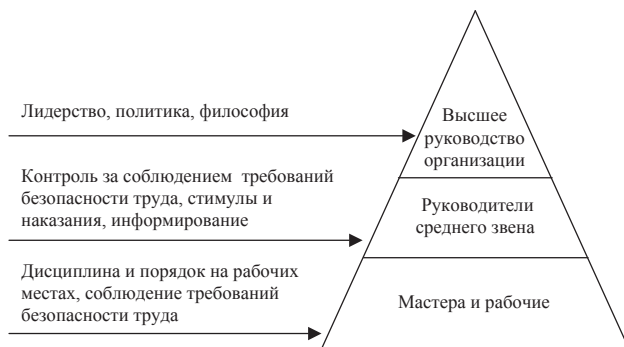 Лидерство, политика, философия
Высшее
руководство
организации
Контроль за соблюдением требований
безопасности труда, стимулы и
наказания, информирование
Руководители
среднего звена
Дисциплина и порядок на рабочих
местах, соблюдение требований
безопасности труда
Мастера и рабочие